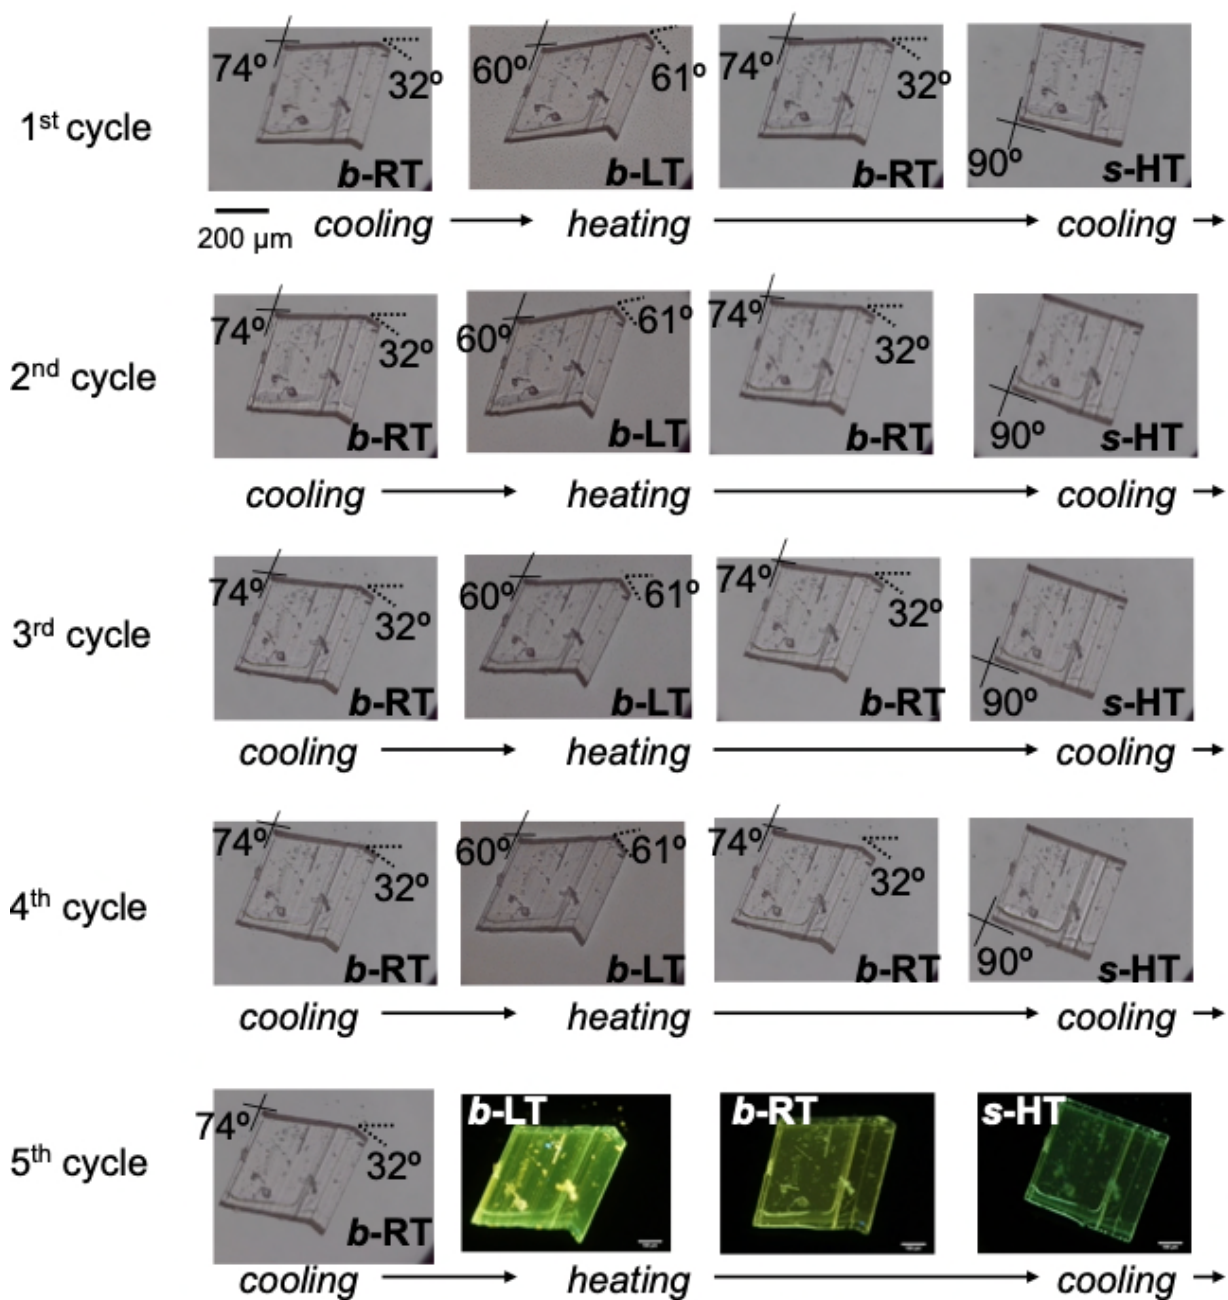 74º 32º 60º 61º 74º 32º 90º
1st cycle
b-RT b-LT b-RT s-HT
200 μm cooling heating cooling
74º 32º 60º 61º 74º 32º 90º
2nd cycle
b-RT b-LT b-RT s-HT
cooling heating cooling
74º 32º 60º 61º 74º 32º 90º
3rd cycle
b-RT b-LT b-RT s-HT
cooling heating cooling
74º 32º 60º 61º 74º 32º 90º
4th cycle
b-RT b-LT b-RT s-HT
cooling heating cooling
b-LT b-RT s-HT
74º 32º
5th cycle
b-RT
cooling heating cooling